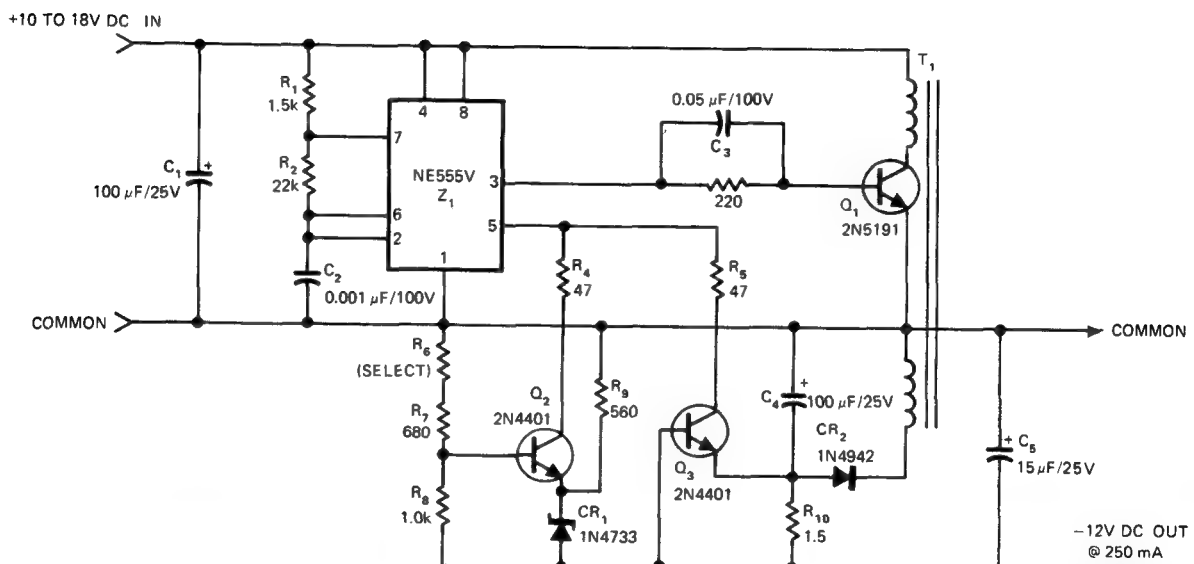 +10 TO 18V DC IN
T1
R1
1.5k
4
8
0.05 µF/100V
C3
7
C1
+
100 µF/25V
R2
22k
NE555V
Z1
3
220
Q1
2N5191
6
5
2
1
C2
0.001 µF/100V
R4
47
R5
47
COMMON
COMMON
R6
(SELECT)
R9
560
Q2
2N4401
C4
+
100 µF/25V
R7
680
CR2
1N4942
+
C5
15 µF/25V
Q3
2N4401
R8
1.0k
CR1
1N4733
R10
1.5
−12V DC OUT
@ 250 mA